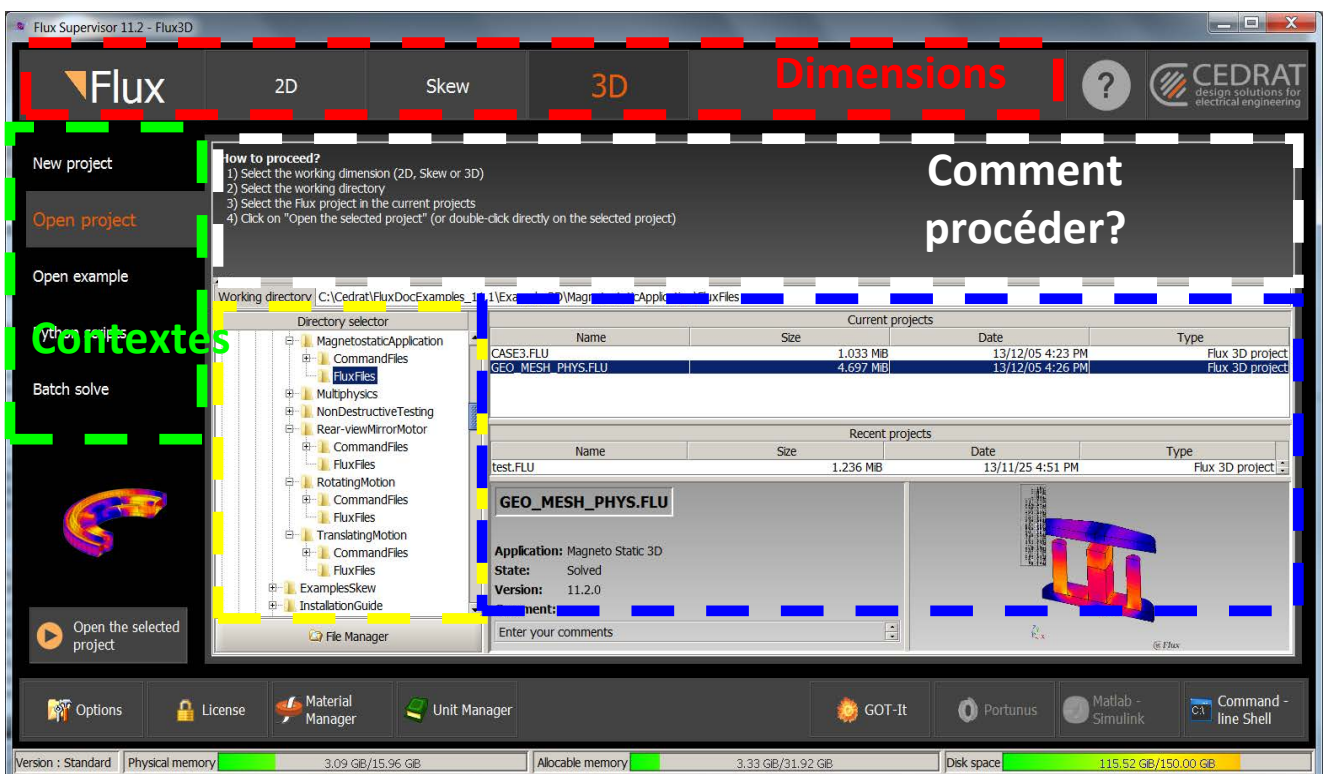 Flux Supervisor 11.2 - Flux3D
Flux
2D
Skew
3D
Dimensions
?
CEDRAT
design solutions for
electrical engineering
New project
Open project
Open example
Batch solve
Contextes
How to proceed?
1) Select the working dimension (2D, Skew or 3D)
2) Select the working directory
3) Select the Flux project in the current projects
4) Click on "Open the selected project" (or double-click directly on the selected project)
Comment
procéder?
Working directory
Directory selector
MagnetostaticApplication
CommandFiles
FluxFiles
Multiphysics
NonDestructiveTesting
Rear-viewMirrorMotor
CommandFiles
FluxFiles
RotatingMotion
CommandFiles
FluxFiles
TranslatingMotion
CommandFiles
FluxFiles
ExamplesSkew
InstallationGuide
File Manager
Current projects
Name Size Date Type
CASE3.FLU 1.033 MiB 13/12/05 4:23 PM Flux 3D project
GEO_MESH_PHYS.FLU 4.697 MiB 13/12/05 4:26 PM Flux 3D project
Recent projects
Name Size Date Type
test.FLU 1.236 MiB 13/11/25 4:51 PM Flux 3D project
GEO_MESH_PHYS.FLU
Application: Magneto Static 3D
State: Solved
Version: 11.2.0
Enter your comments
Flux
Open the selected
project
Options
License
Material
Manager
Unit Manager
GOT-It
Portunus
Matlab -
Simulink
Command -
line Shell
Version : Standard
Physical memory 3.09 GB/15.96 GB
Allocable memory 3.33 GB/31.92 GB
Disk space 115.52 GB/150.00 GB